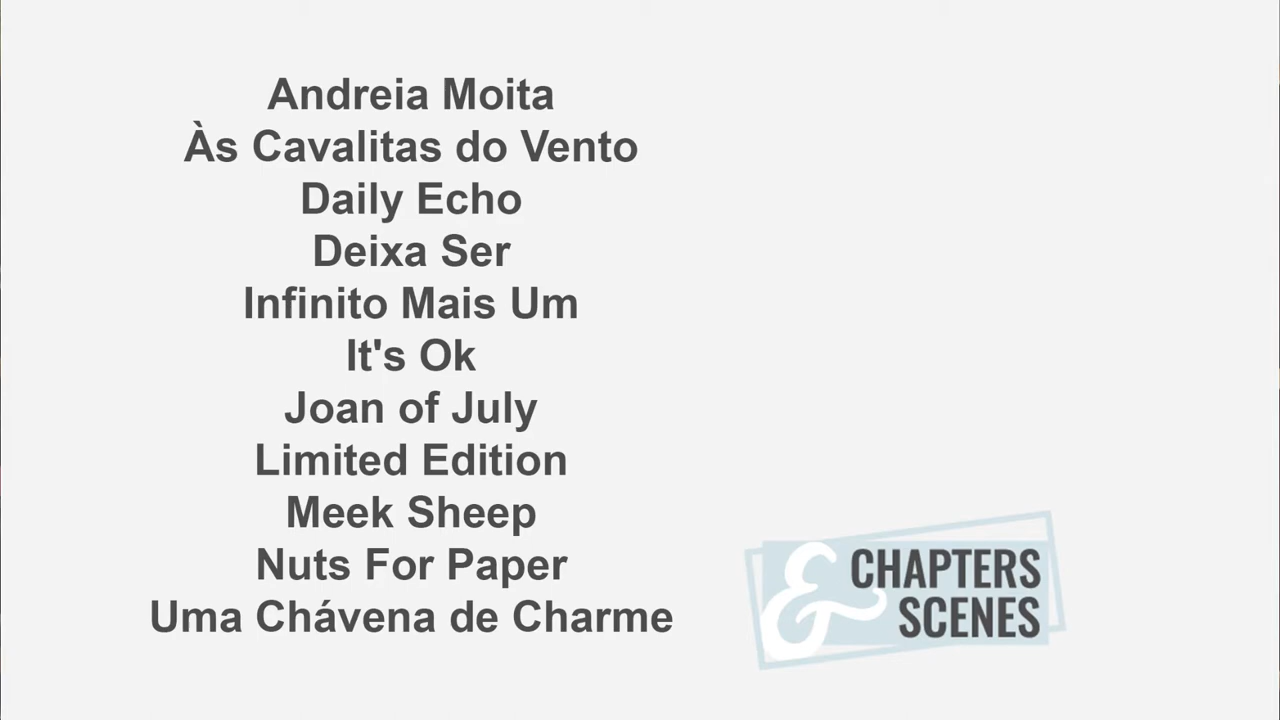 Andreia Moita
Às Cavalitas do Vento
Daily Echo
Deixa Ser
Infinito Mais Um
It's Ok
Joan of July
Limited Edition
Meek Sheep
Nuts For Paper
Uma Chávena de Charme
& CHAPTERS
SCENES